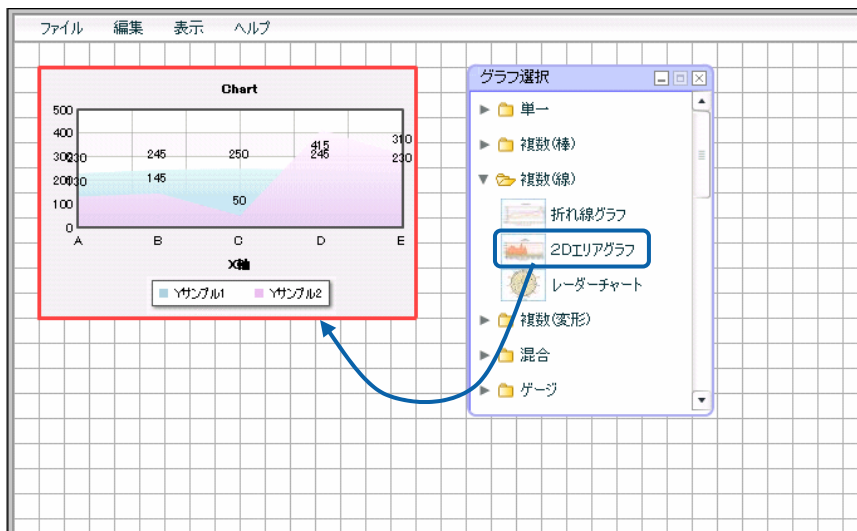 ファイル 編集 表示 ヘルプ
Chart
500
400
300
200
100
0
230
130
245
145
250
50
415
245
310
230
A B C D E
X軸
Yサンプル1 Yサンプル2
グラフ選択
単一
複数(棒)
複数(線)
折れ線グラフ
2Dエリアグラフ
レーダーチャート
複数(変形)
混合
ゲージ